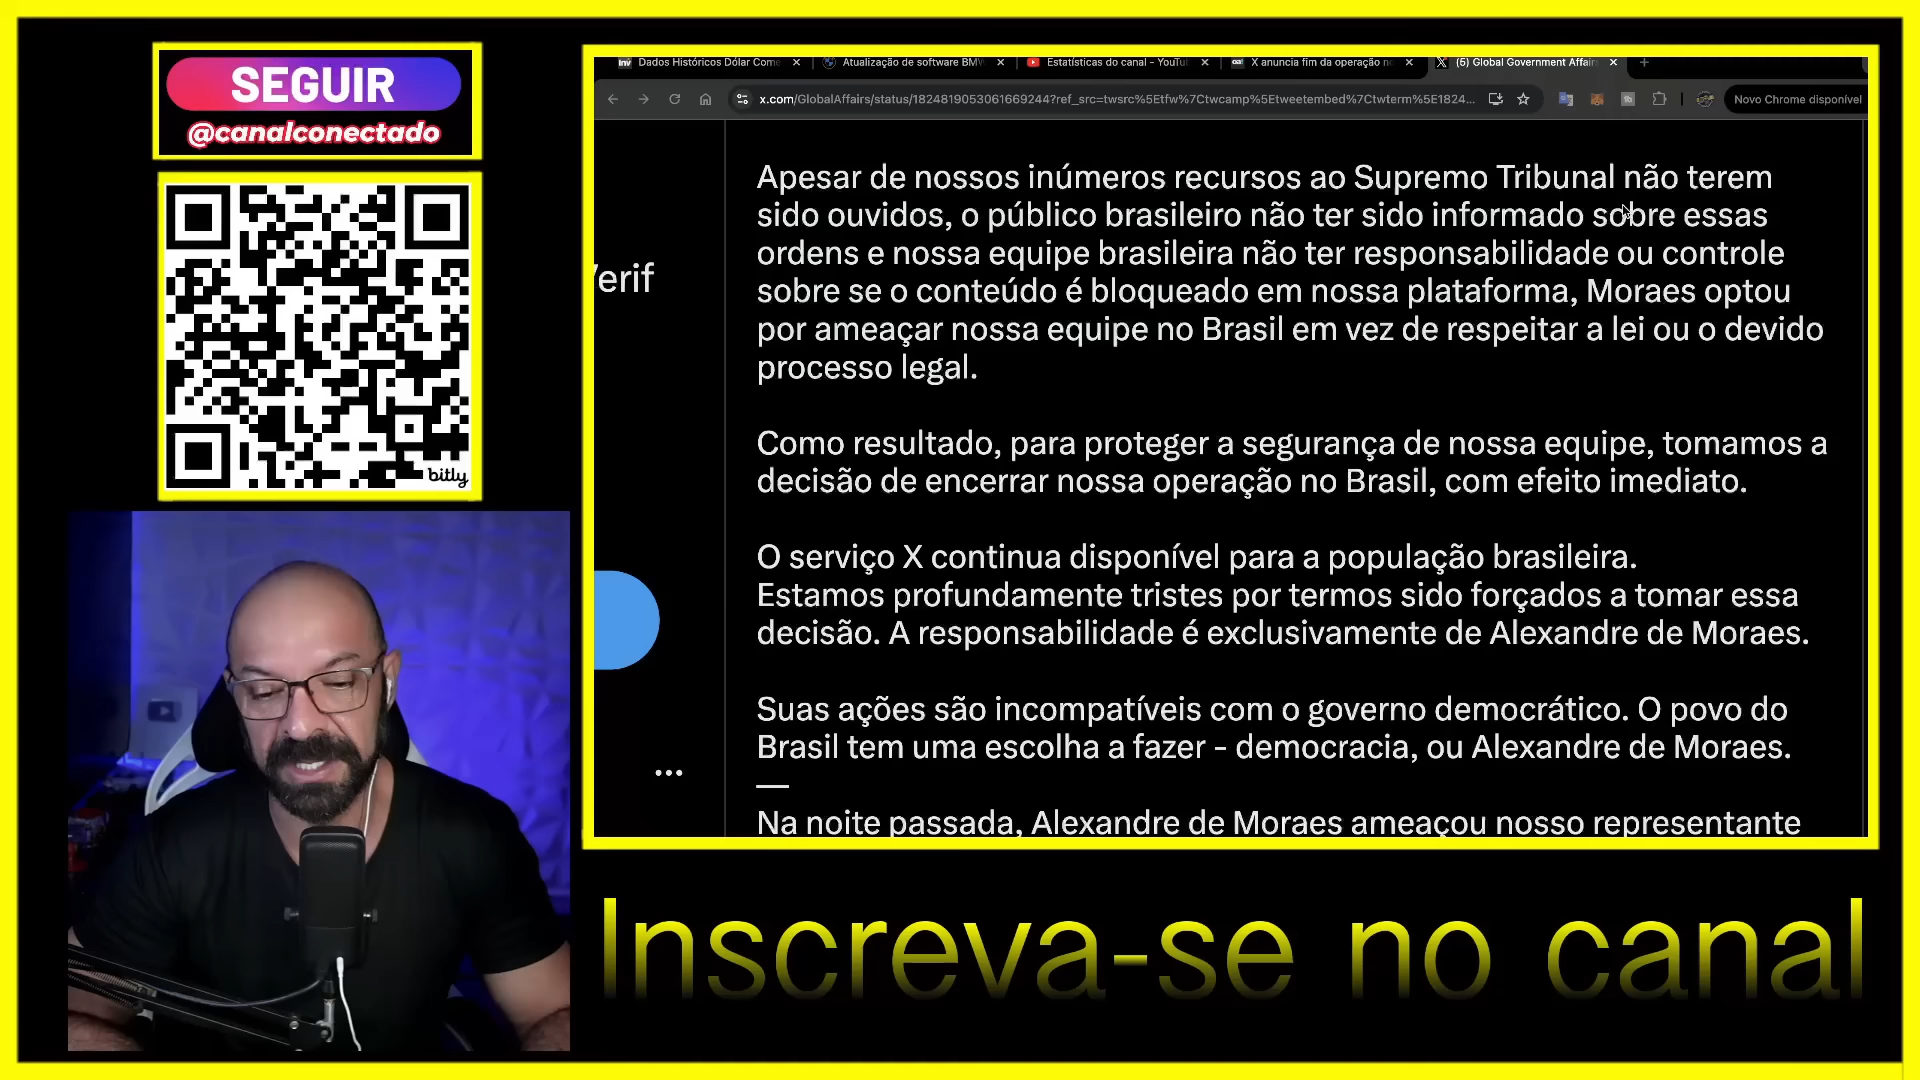 SEGUIR
@canalconectado
bitly
Dados Históricos Dólar Come
Atualização de software BMW
Estatísticas do canal - YouTu
X anuncia fim da operação n
(5) Global Government Affair
x.com/GlobalAffairs/status/1824819053061669244?ref_src=twsrc%5Etfw%7Ctwcamp%5Etweetembed%7Ctwterm%5E1824...
Novo Chrome disponível
Verif
Apesar de nossos inúmeros recursos ao Supremo Tribunal não terem
sido ouvidos, o público brasileiro não ter sido informado sobre essas
ordens e nossa equipe brasileira não ter responsabilidade ou controle
sobre se o conteúdo é bloqueado em nossa plataforma, Moraes optou
por ameaçar nossa equipe no Brasil em vez de respeitar a lei ou o devido
processo legal.
Como resultado, para proteger a segurança de nossa equipe, tomamos a
decisão de encerrar nossa operação no Brasil, com efeito imediato.
O serviço X continua disponível para a população brasileira.
Estamos profundamente tristes por termos sido forçados a tomar essa
decisão. A responsabilidade é exclusivamente de Alexandre de Moraes.
Suas ações são incompatíveis com o governo democrático. O povo do
Brasil tem uma escolha a fazer - democracia, ou Alexandre de Moraes.
—
Na noite passada, Alexandre de Moraes ameaçou nosso representante
Inscreva-se no canal